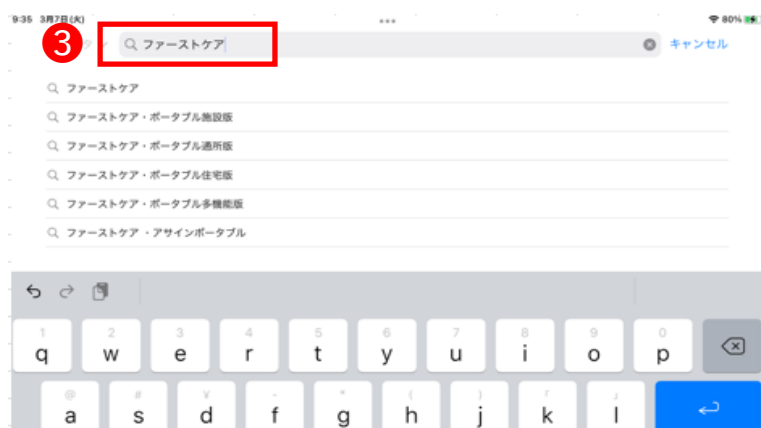 9:35 3月7日(火) 80%
3 ファーストケア キャンセル
ファーストケア
ファーストケア・ポータブル施設版
ファーストケア・ポータブル通所版
ファーストケア・ポータブル住宅版
ファーストケア・ポータブル多機能版
ファーストケア ・アサインポータブル
1 2 3 4 5 6 7 8 9 0
q w e r t y u i o p
@ # ¥ - * ( ) 「 」
a s d f g h j k l